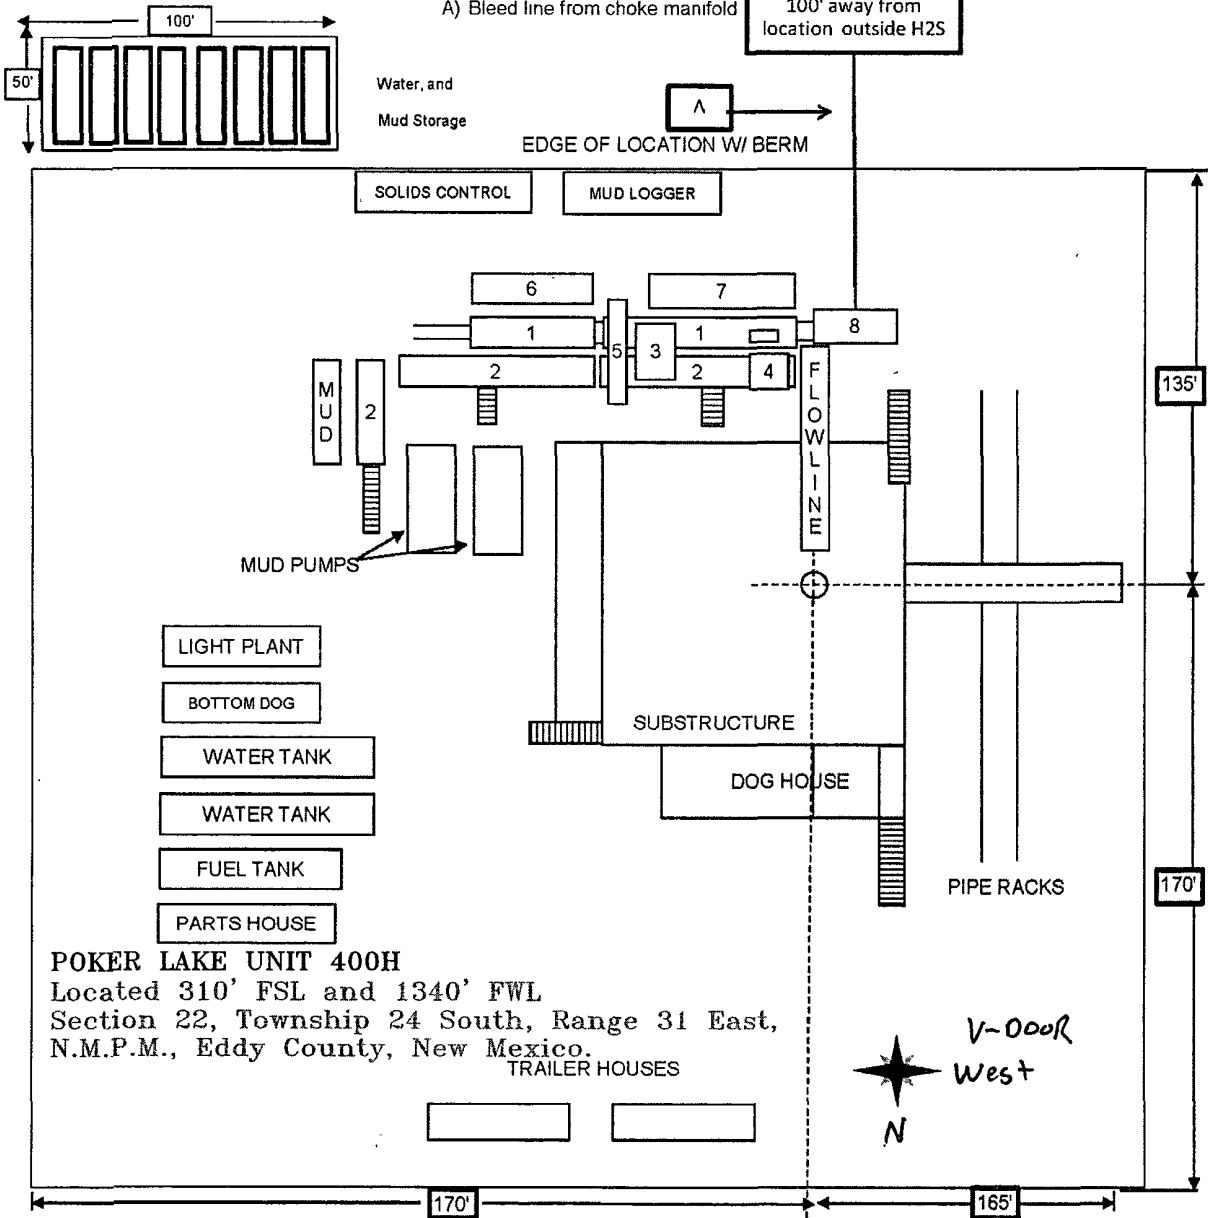 A) Bleed line from choke manifold
100' away from
location outside H2S
100'
50'
Water, and
Mud Storage
A
EDGE OF LOCATION W/ BERM
SOLIDS CONTROL
MUD LOGGER
6
7
1
1
8
5
3
2
2
4
MUD
2
FLOWLINE
135'
MUD PUMPS
LIGHT PLANT
BOTTOM DOG
SUBSTRUCTURE
WATER TANK
DOG HOUSE
WATER TANK
FUEL TANK
PIPE RACKS
170'
PARTS HOUSE
POKER LAKE UNIT 400H
Located 310' FSL and 1340' FWL
Section 22, Township 24 South, Range 31 East,
N.M.P.M., Eddy County, New Mexico.
TRAILER HOUSES
V-DOOR
West
N
170'
165'